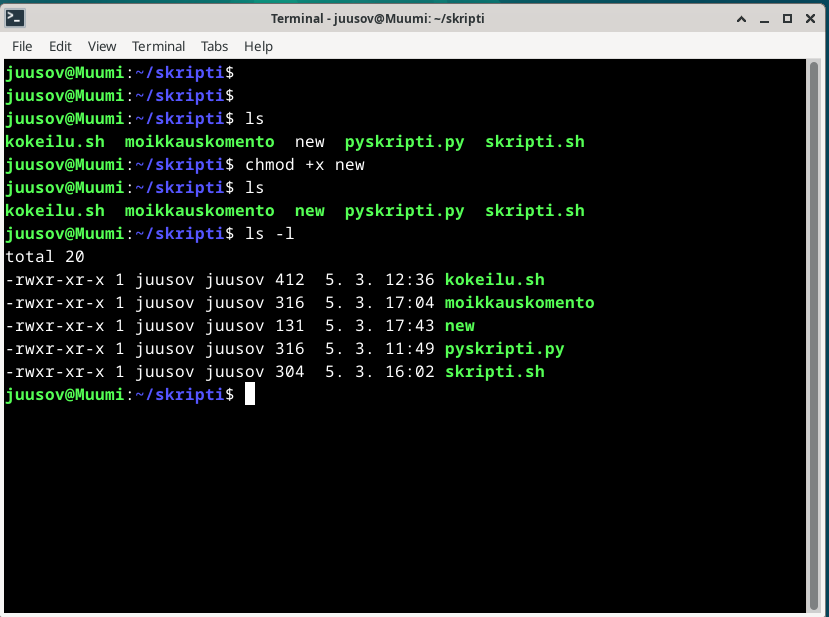 Terminal - juusov@Muumi: ~/skripti
File Edit View Terminal Tabs Help
juusov@Muumi:~/skripti$
juusov@Muumi:~/skripti$
juusov@Muumi:~/skripti$ ls
kokeilu.sh  moikkauskomento  new  pyskripti.py  skripti.sh
juusov@Muumi:~/skripti$ chmod +x new
juusov@Muumi:~/skripti$ ls
kokeilu.sh  moikkauskomento  new  pyskripti.py  skripti.sh
juusov@Muumi:~/skripti$ ls -l
total 20
-rwxr-xr-x 1 juusov juusov 412  5. 3. 12:36 kokeilu.sh
-rwxr-xr-x 1 juusov juusov 316  5. 3. 17:04 moikkauskomento
-rwxr-xr-x 1 juusov juusov 131  5. 3. 17:43 new
-rwxr-xr-x 1 juusov juusov 316  5. 3. 11:49 pyskripti.py
-rwxr-xr-x 1 juusov juusov 304  5. 3. 16:02 skripti.sh
juusov@Muumi:~/skripti$